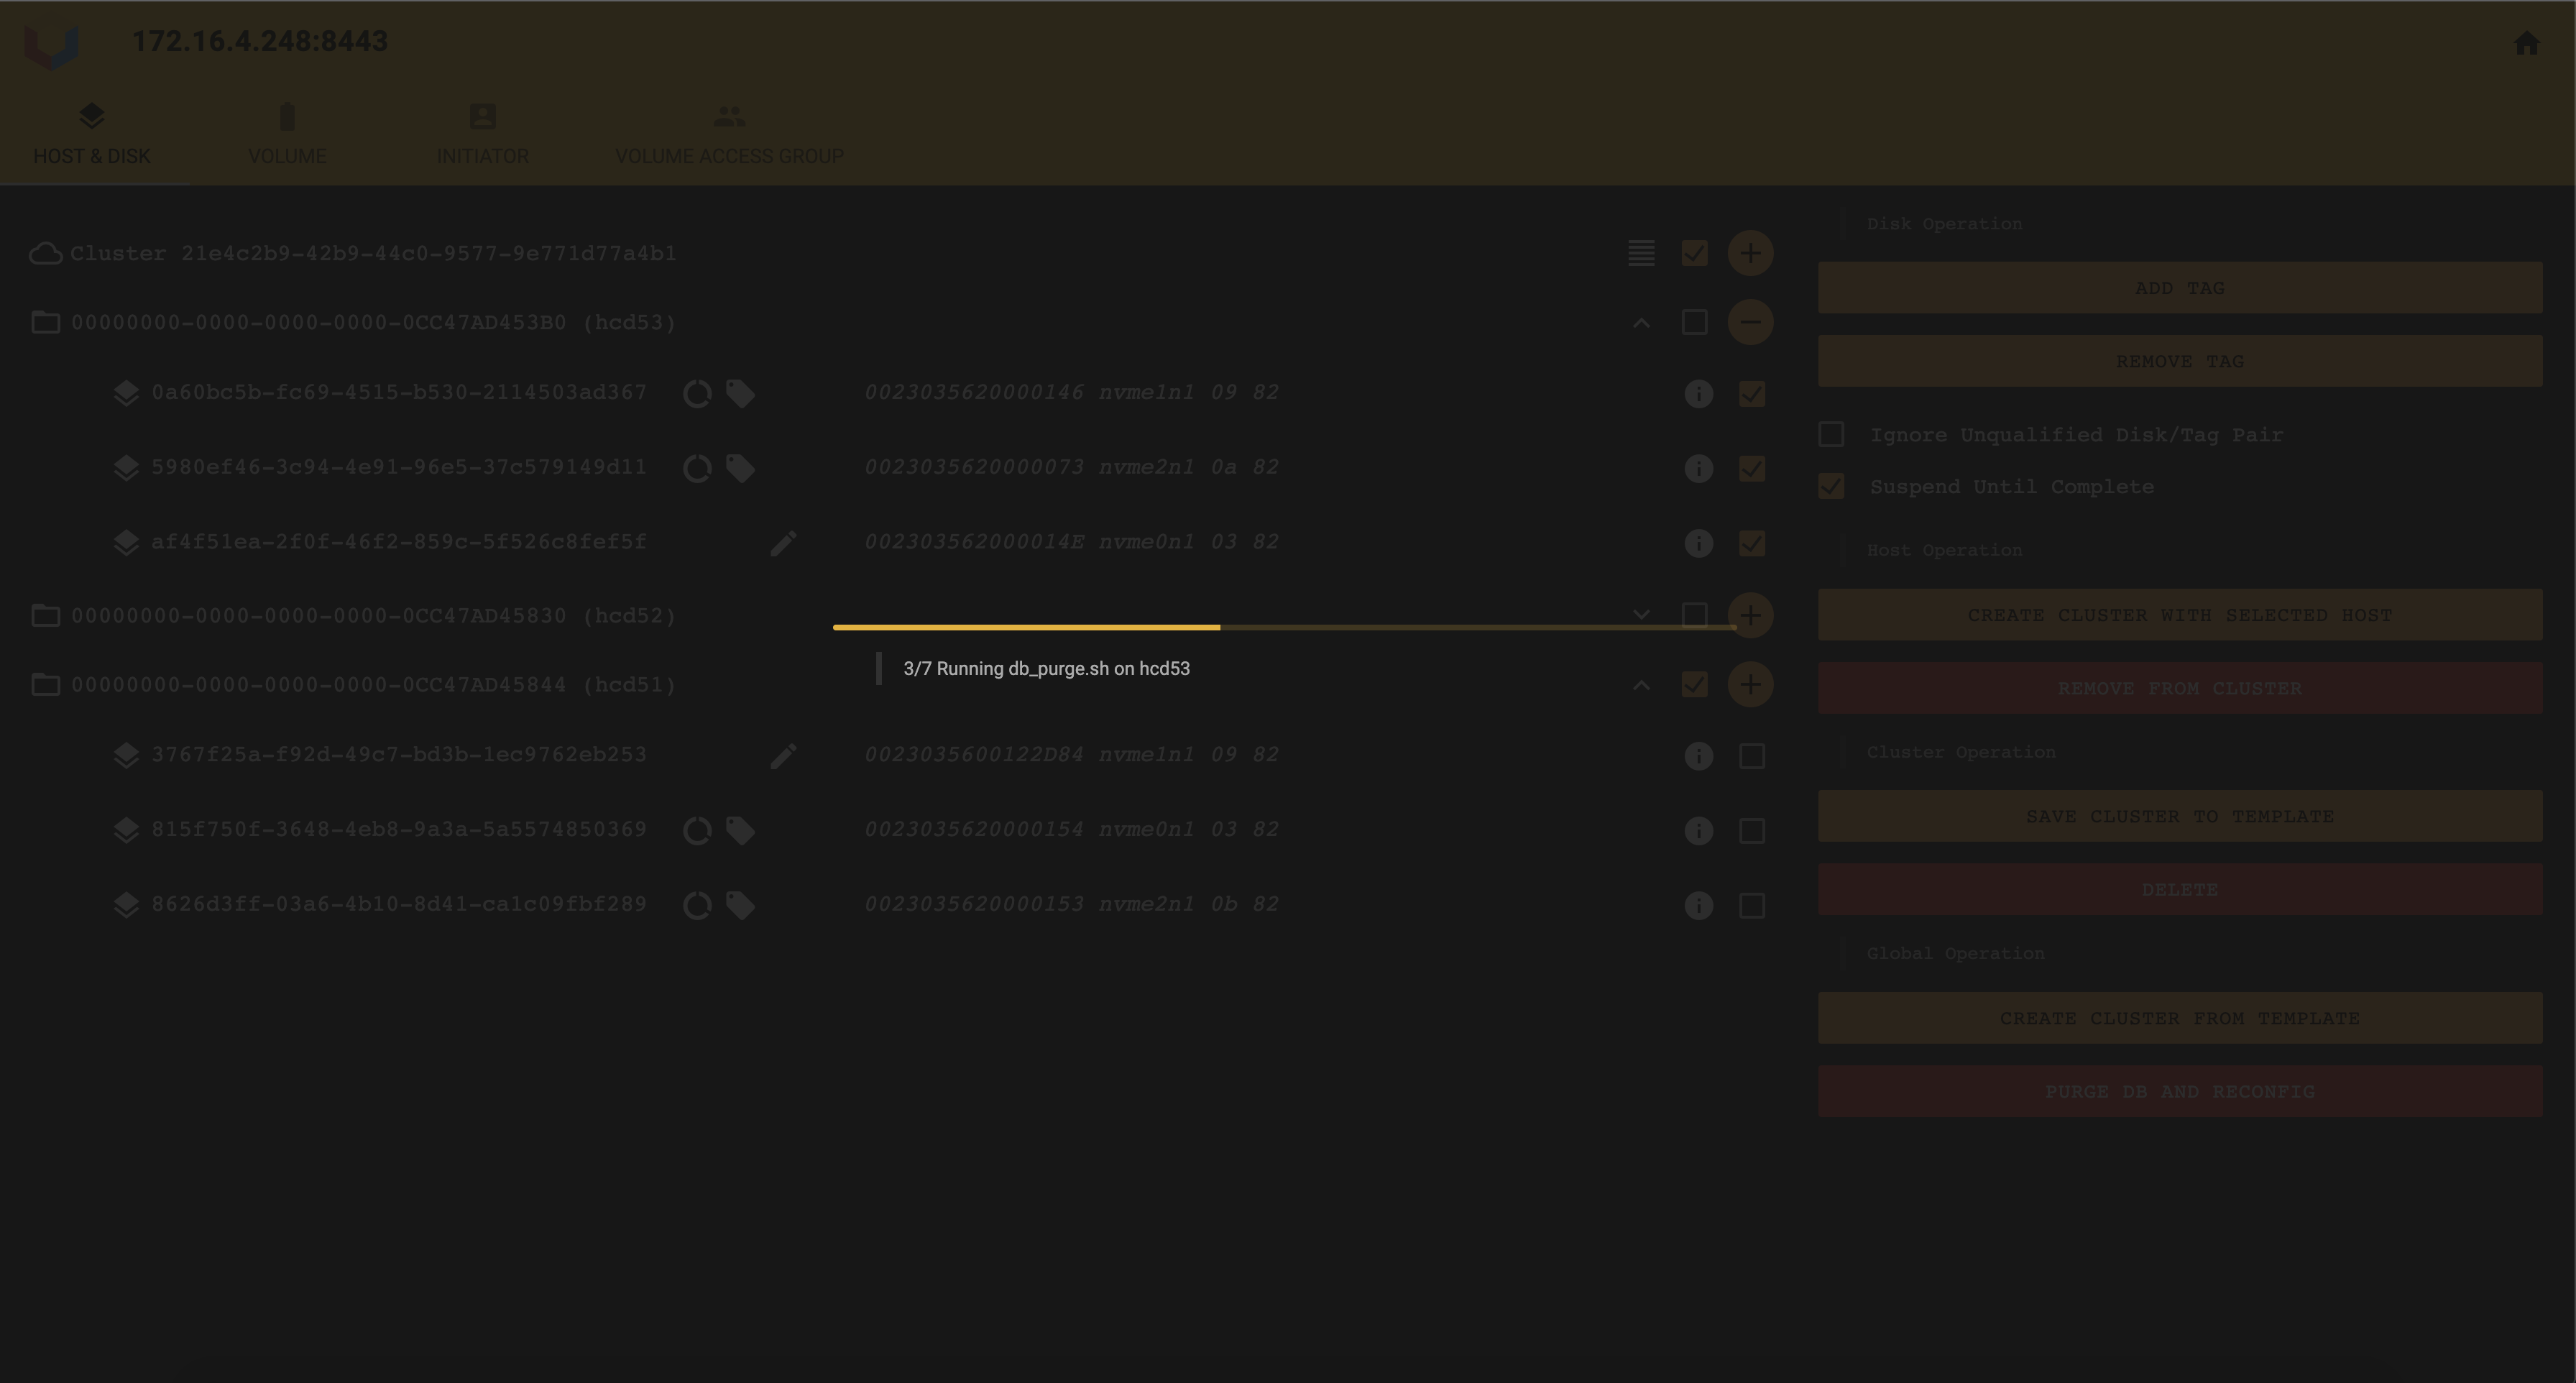 172.16.4.248:8443
HOST & DISK
VOLUME
INITIATOR
VOLUME ACCESS GROUP
Cluster 21e4c2b9-42b9-44c0-9577-9e771d77a4b1
00000000-0000-0000-0000-0CC47AD453B0 (hcd53)
0a60bc5b-fc69-4515-b530-2114503ad367 0023035620000146 nvme1n1 09 82
5980ef46-3c94-4e91-96e5-37c579149d11 0023035620000073 nvme2n1 0a 82
af4f51ea-2f0f-46f2-859c-5f526c8fef5f 002303562000014E nvme0n1 03 82
00000000-0000-0000-0000-0CC47AD45830 (hcd52)
3/7 Running db_purge.sh on hcd53
00000000-0000-0000-0000-0CC47AD45844 (hcd51)
3767f25a-f92d-49c7-bd3b-1ec9762eb253 0023035600122D84 nvme1n1 09 82
815f750f-3648-4eb8-9a3a-5a5574850369 0023035620000154 nvme0n1 03 82
8626d3ff-03a6-4b10-8d41-ca1c09fbf289 0023035620000153 nvme2n1 0b 82
Disk Operation
ADD TAG
REMOVE TAG
Ignore Unqualified Disk/Tag Pair
Suspend Until Complete
Host Operation
CREATE CLUSTER WITH SELECTED HOST
REMOVE FROM CLUSTER
Cluster Operation
SAVE CLUSTER TO TEMPLATE
DELETE
Global Operation
CREATE CLUSTER FROM TEMPLATE
PURGE DB AND RECONFIG